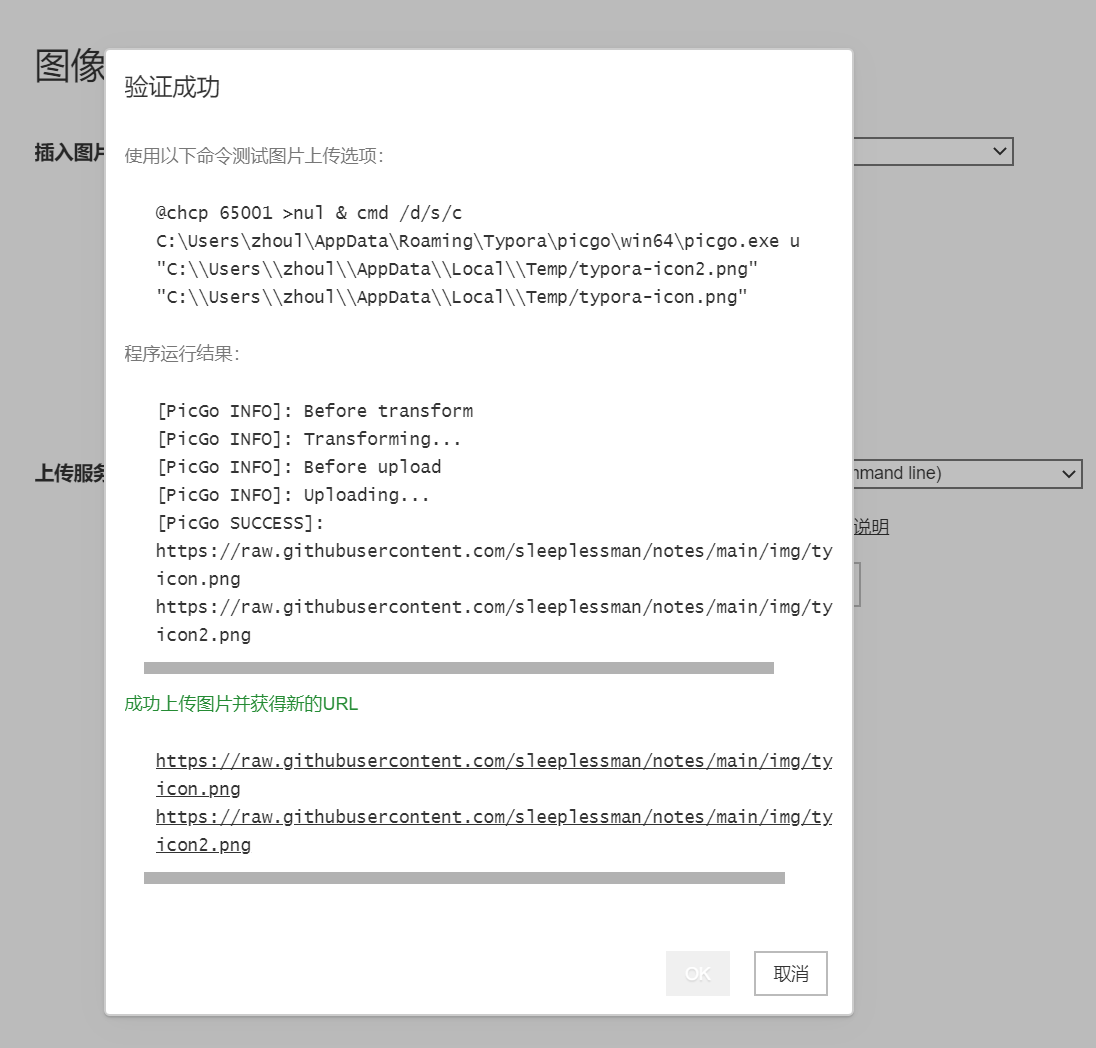 图像
验证成功
插入图片
使用以下命令测试图片上传选项：
@chcp 65001 >nul & cmd /d/s/c
C:\Users\zhoul\AppData\Roaming\Typora\picgo\win64\picgo.exe u
"C:\\Users\\zhoul\\AppData\\Local\\Temp/typora-icon2.png"
"C:\\Users\\zhoul\\AppData\\Local\\Temp/typora-icon.png"
程序运行结果：
[PicGo INFO]: Before transform
[PicGo INFO]: Transforming...
[PicGo INFO]: Before upload
上传服务
mmand line)
[PicGo INFO]: Uploading...
[PicGo SUCCESS]:
说明
https://raw.githubusercontent.com/sleeplessman/notes/main/img/ty
icon.png
https://raw.githubusercontent.com/sleeplessman/notes/main/img/ty
icon2.png
成功上传图片并获得新的URL
https://raw.githubusercontent.com/sleeplessman/notes/main/img/ty
icon.png
https://raw.githubusercontent.com/sleeplessman/notes/main/img/ty
icon2.png
OK
取消